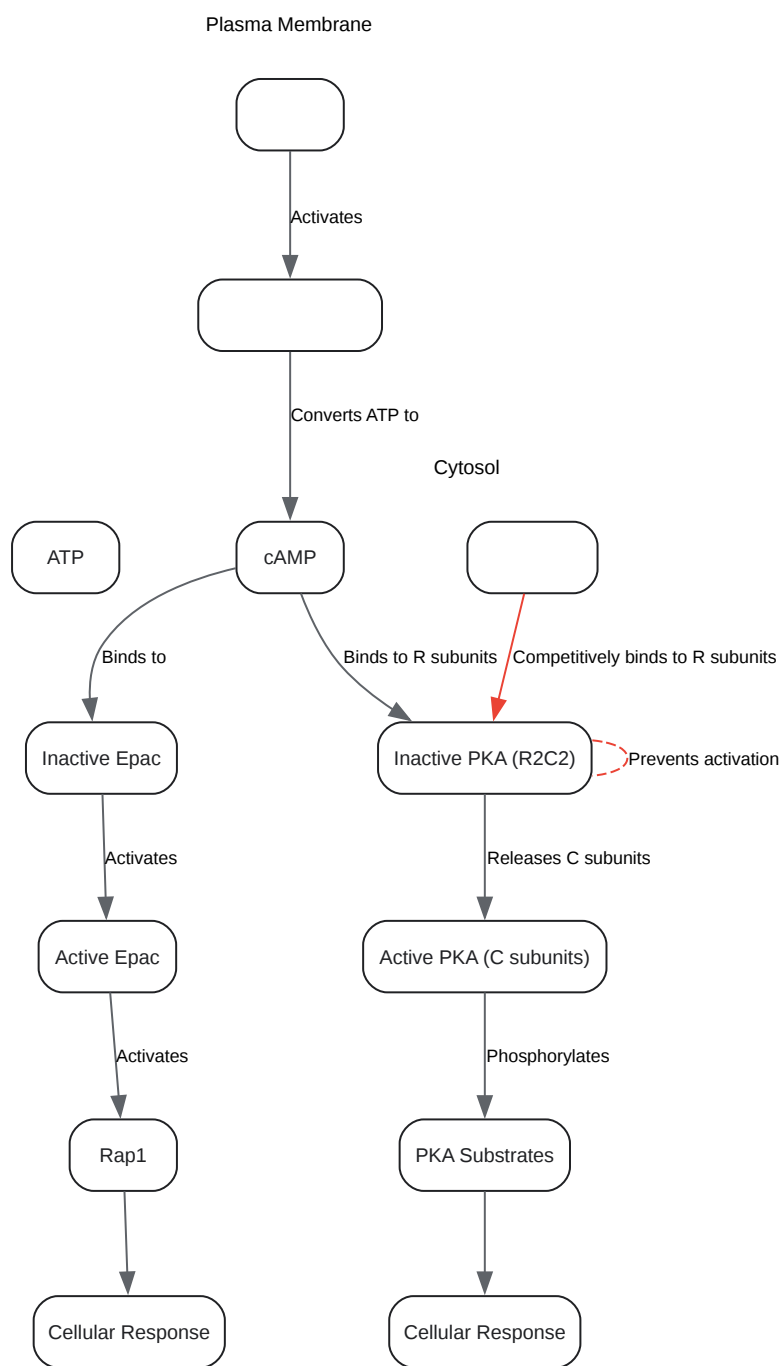 Plasma Membrane
Activates
Converts ATP to
Cytosol
ATP
cAMP
Binds to
Binds to R subunits
Competitively binds to R subunits
Inactive Epac
Inactive PKA (R2C2)
Prevents activation
Activates
Releases C subunits
Active Epac
Active PKA (C subunits)
Activates
Phosphorylates
Rap1
PKA Substrates
Cellular Response
Cellular Response